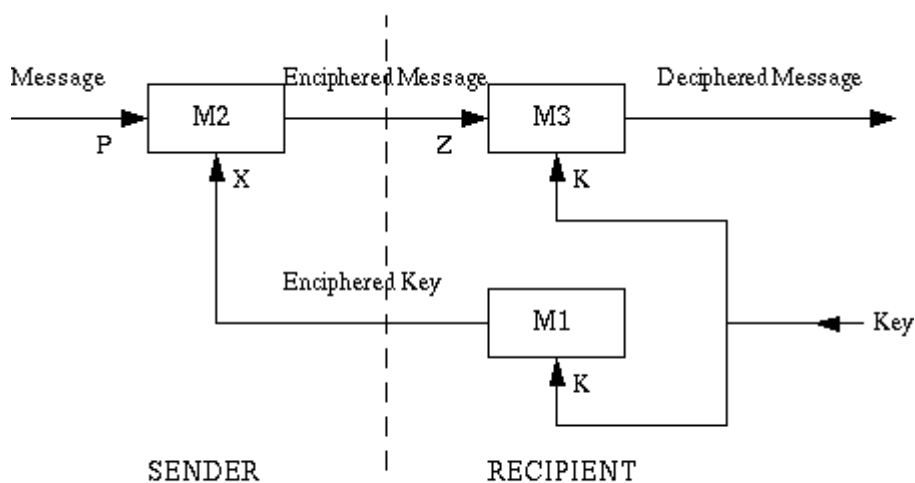 Message
Enciphered Message
Deciphered Message
M2
M3
P
Z
X
K
Enciphered Key
M1
Key
K
SENDER
RECIPIENT